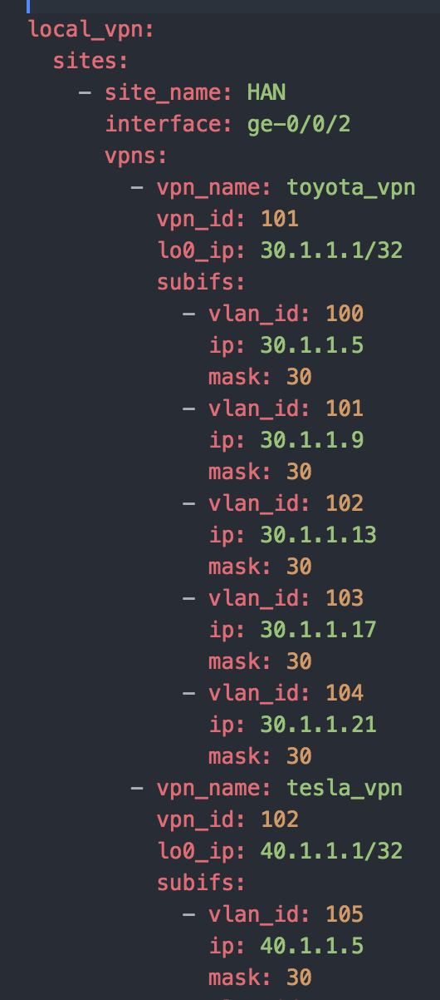 local_vpn:
  sites:
    - site_name: HAN
      interface: ge-0/0/2
      vpns:
        - vpn_name: toyota_vpn
          vpn_id: 101
          lo0_ip: 30.1.1.1/32
          subifs:
            - vlan_id: 100
              ip: 30.1.1.5
              mask: 30
            - vlan_id: 101
              ip: 30.1.1.9
              mask: 30
            - vlan_id: 102
              ip: 30.1.1.13
              mask: 30
            - vlan_id: 103
              ip: 30.1.1.17
              mask: 30
            - vlan_id: 104
              ip: 30.1.1.21
              mask: 30
        - vpn_name: tesla_vpn
          vpn_id: 102
          lo0_ip: 40.1.1.1/32
          subifs:
            - vlan_id: 105
              ip: 40.1.1.5
              mask: 30